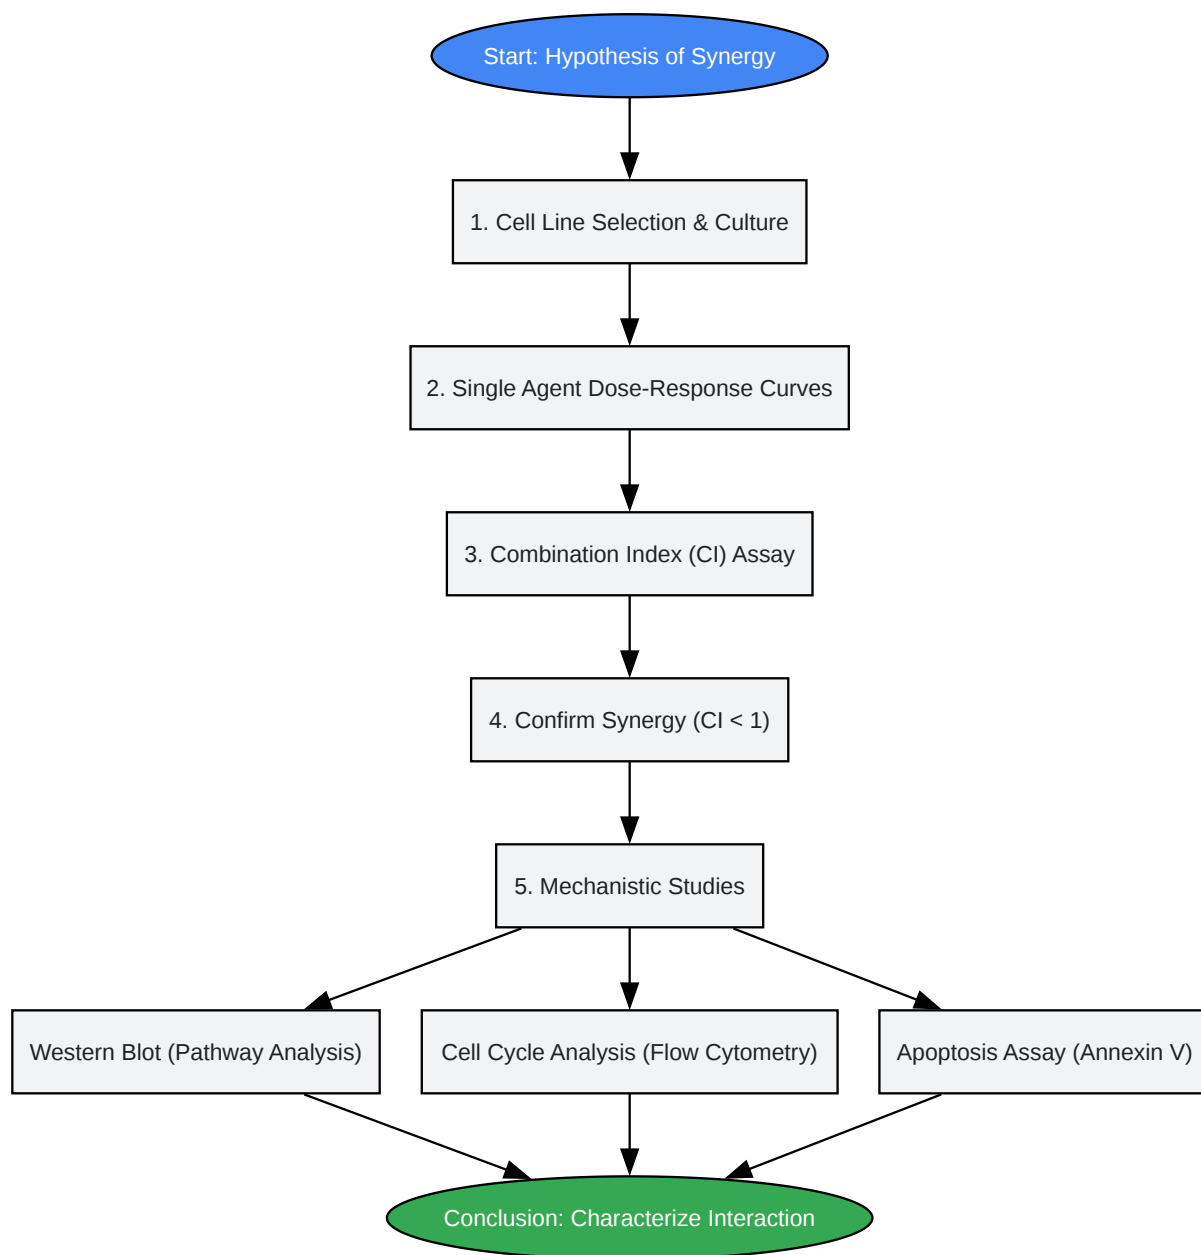 Start: Hypothesis of Synergy
1. Cell Line Selection & Culture
2. Single Agent Dose-Response Curves
3. Combination Index (CI) Assay
4. Confirm Synergy (CI < 1)
5. Mechanistic Studies
Western Blot (Pathway Analysis)
Cell Cycle Analysis (Flow Cytometry)
Apoptosis Assay (Annexin V)
Conclusion: Characterize Interaction